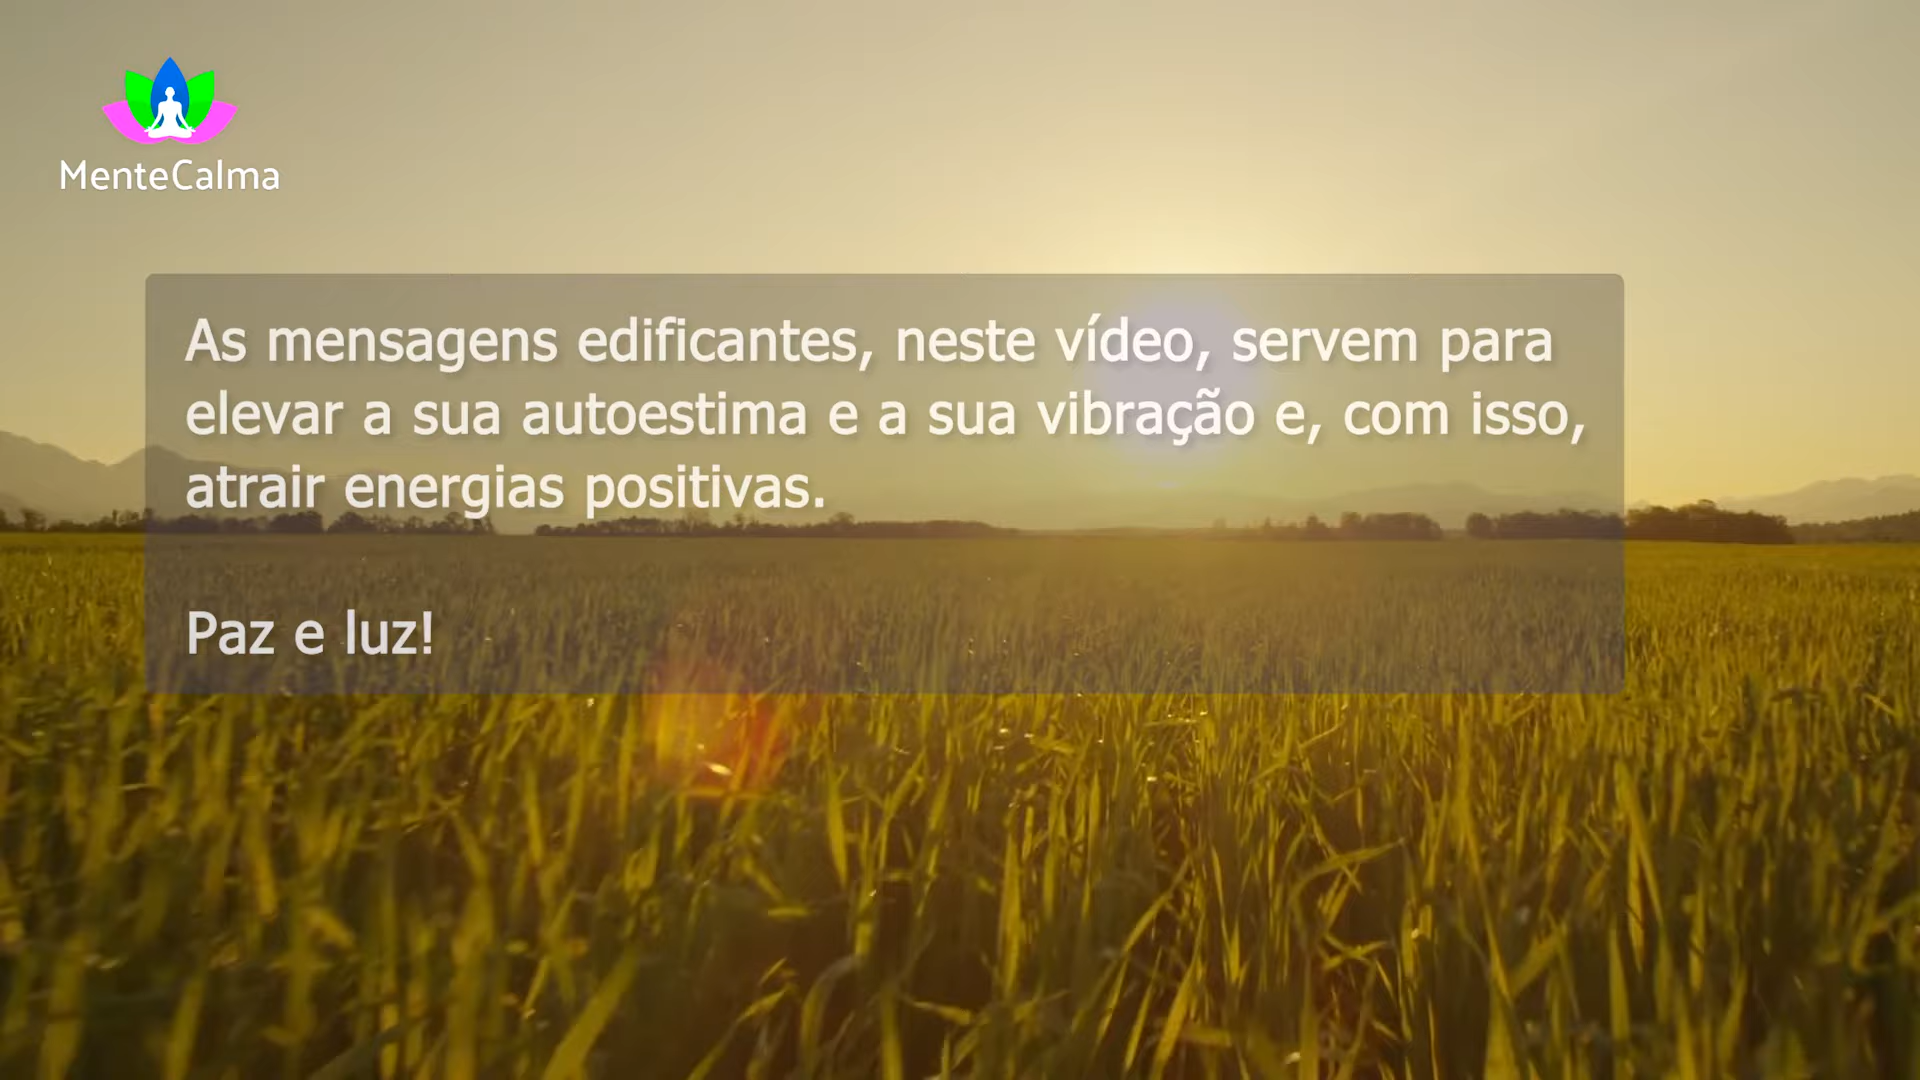 MenteCalma
As mensagens edificantes, neste vídeo, servem para
elevar a sua autoestima e a sua vibração e, com isso,
atrair energias positivas.
Paz e luz!